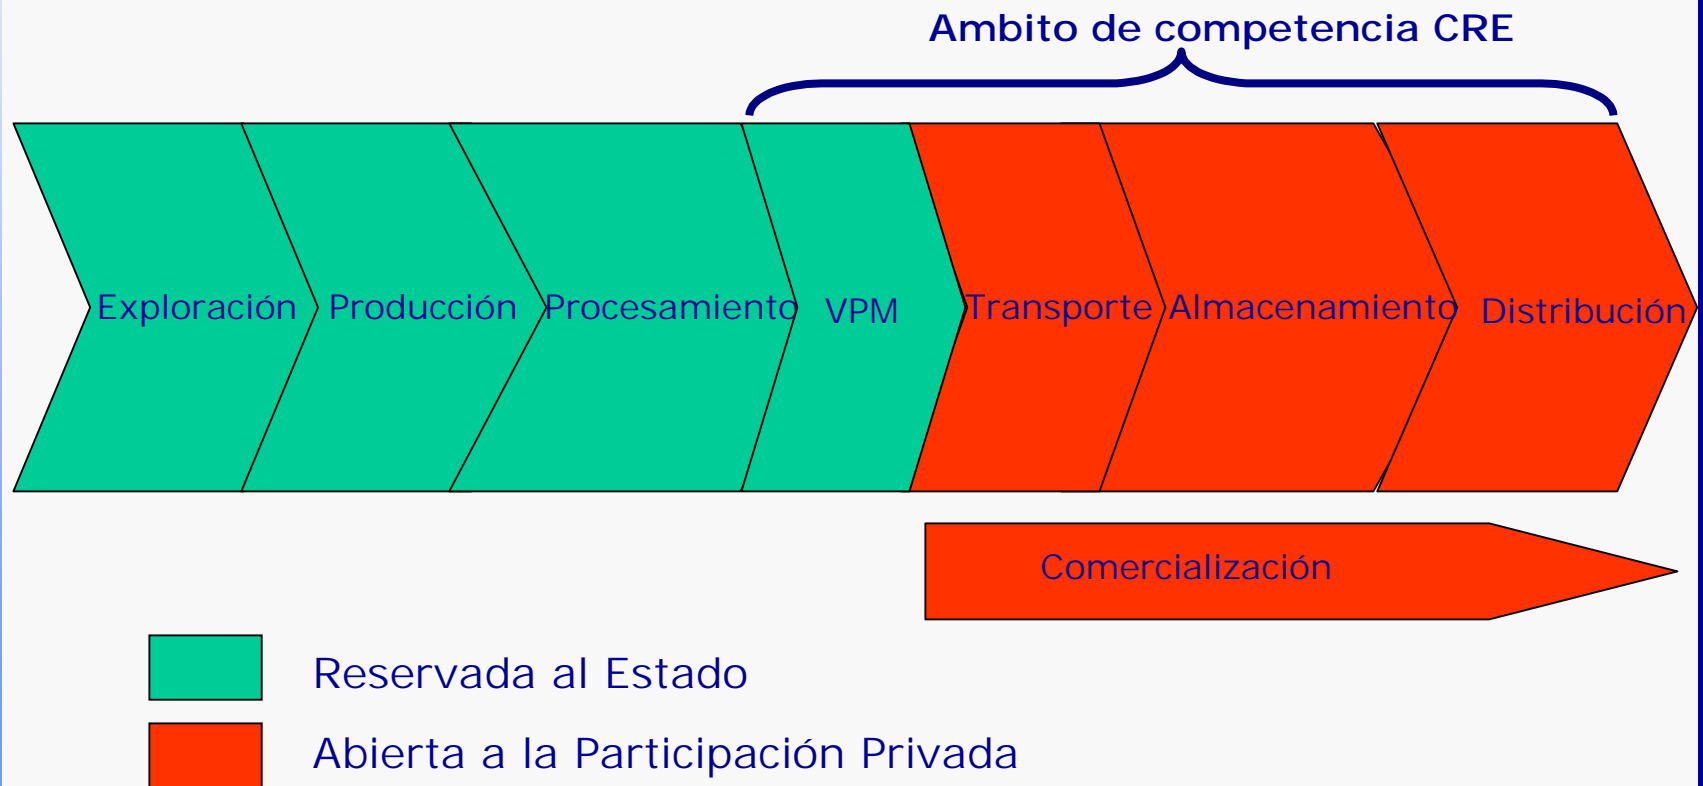 Ambito de competencia CRE
Exploración
Producción
Procesamiento
VPM
Transporte
Almacenamiento
Distribución
Comercialización
Reservada al Estado
Abierta a la Participación Privada